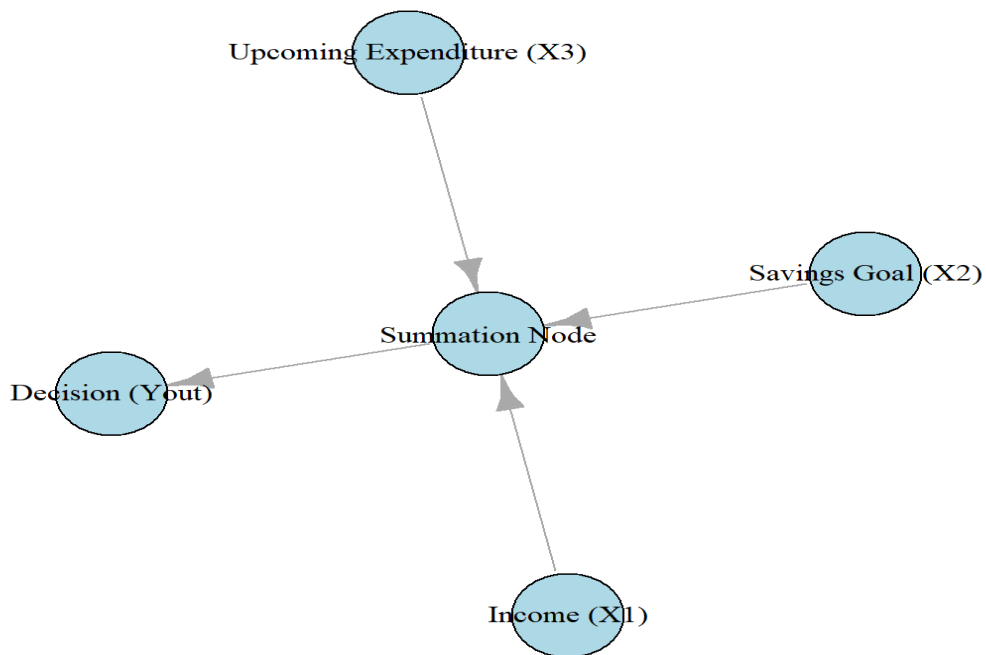 Upcoming Expenditure (X3)
Savings Goal (X2)
Summation Node
Decision (Yout)
Income (X1)